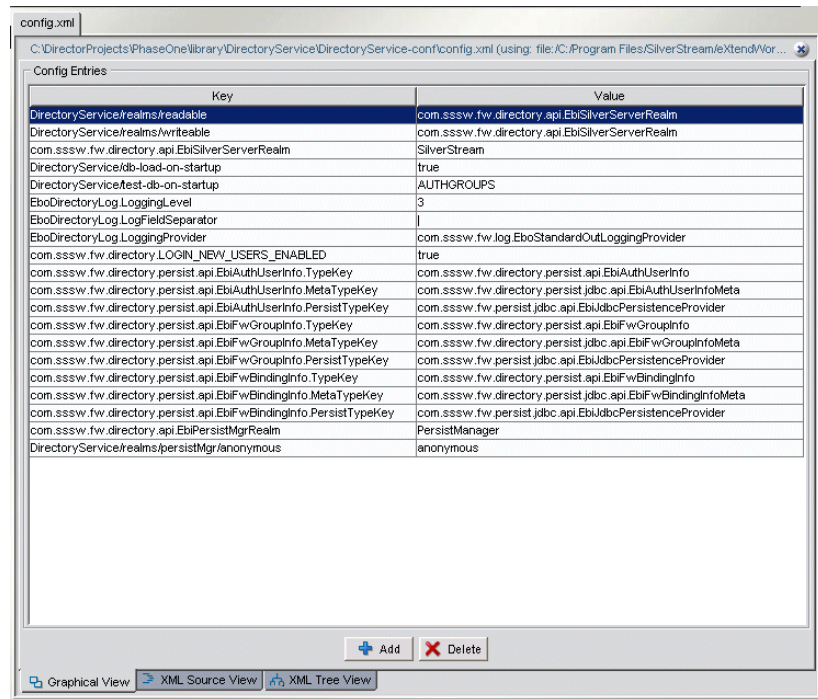 config.xml
C:\DirectorProjects\PhaseOne\library\DirectoryService\DirectoryService-conf\config.xml (using: file:/C:/Program Files/SilverStream/eXtendWor...
Config Entries
Key Value
DirectoryService/realms/readable com.sssw.fw.directory.api.EbiSilverServerRealm
DirectoryService/realms/writeable com.sssw.fw.directory.api.EbiSilverServerRealm
com.sssw.fw.directory.api.EbiSilverServerRealm SilverStream
DirectoryService/db-load-on-startup true
DirectoryService/test-db-on-startup AUTHGROUPS
EboDirectoryLog.LoggingLevel 3
EboDirectoryLog.LogFieldSeparator |
EboDirectoryLog.LoggingProvider com.sssw.fw.log.EboStandardOutLoggingProvider
com.sssw.fw.directory.LOGIN_NEW_USERS_ENABLED true
com.sssw.fw.directory.persist.api.EbiAuthUserInfo.TypeKey com.sssw.fw.directory.persist.api.EbiAuthUserInfo
com.sssw.fw.directory.persist.api.EbiAuthUserInfo.MetaTypeKey com.sssw.fw.directory.persist.jdbc.api.EbiAuthUserInfoMeta
com.sssw.fw.directory.persist.api.EbiAuthUserInfo.PersistTypeKey com.sssw.fw.persist.jdbc.api.EbiJdbcPersistenceProvider
com.sssw.fw.directory.persist.api.EbiFwGroupInfo.TypeKey com.sssw.fw.directory.persist.api.EbiFwGroupInfo
com.sssw.fw.directory.persist.api.EbiFwGroupInfo.MetaTypeKey com.sssw.fw.directory.persist.jdbc.api.EbiFwGroupInfoMeta
com.sssw.fw.directory.persist.api.EbiFwGroupInfo.PersistTypeKey com.sssw.fw.persist.jdbc.api.EbiJdbcPersistenceProvider
com.sssw.fw.directory.persist.api.EbiFwBindingInfo.TypeKey com.sssw.fw.directory.persist.api.EbiFwBindingInfo
com.sssw.fw.directory.persist.api.EbiFwBindingInfo.MetaTypeKey com.sssw.fw.directory.persist.jdbc.api.EbiFwBindingInfoMeta
com.sssw.fw.directory.persist.api.EbiFwBindingInfo.PersistTypeKey com.sssw.fw.persist.jdbc.api.EbiJdbcPersistenceProvider
com.sssw.fw.directory.api.EbiPersistMgrRealm PersistManager
DirectoryService/realms/persistMgr/anonymous anonymous
Add Delete
Graphical View XML Source View XML Tree View